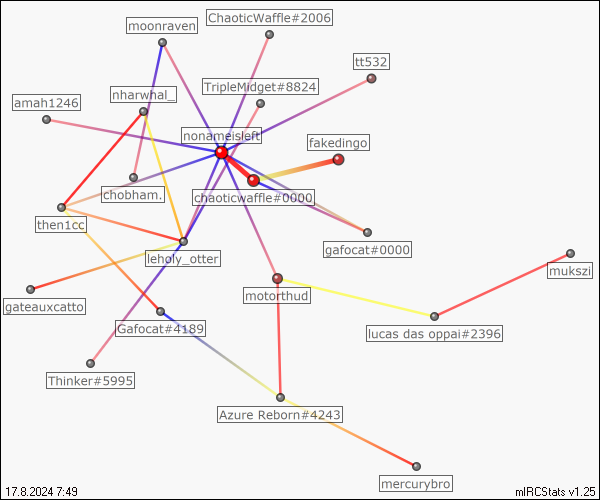 ChaoticWaffle#2006
moonraven
tt532
TripleMidget#8824
nharwhal_
amah1246
nonameisleft
fakedingo
chobham.
chaoticwaffle#0000
then1cc
gafocat#0000
leholy_otter
mukszi
motorthud
gateauxcatto
Gafocat#4189
lucas das oppai#2396
Thinker#5995
Azure Reborn#4243
mercurybro
17.8.2024 7:49
mIRCStats v1.25